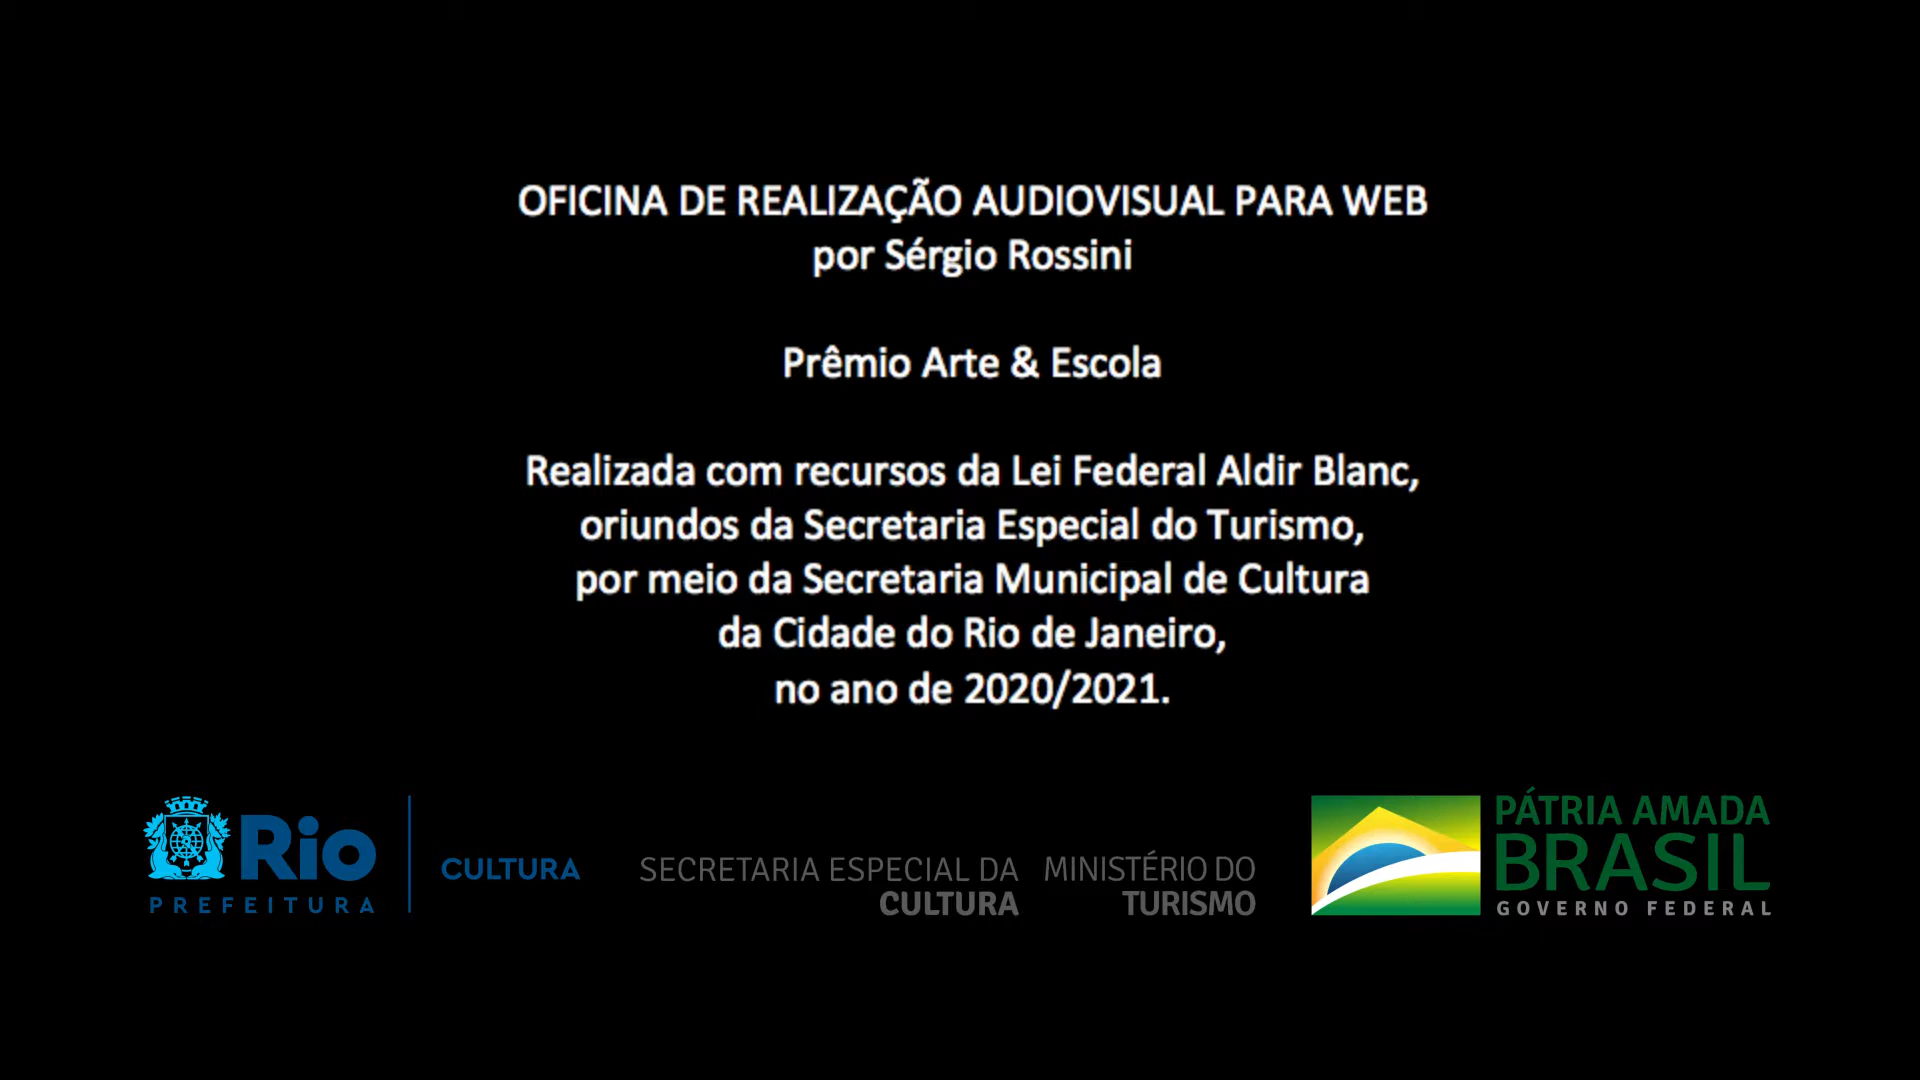 OFICINA DE REALIZAÇÃO AUDIOVISUAL PARA WEB
por Sérgio Rossini
Prêmio Arte & Escola
Realizada com recursos da Lei Federal Aldir Blanc,
oriundos da Secretaria Especial do Turismo,
por meio da Secretaria Municipal de Cultura
da Cidade do Rio de Janeiro,
no ano de 2020/2021.
Rio
PREFEITURA
CULTURA
SECRETARIA ESPECIAL DA
CULTURA
MINISTÉRIO DO
TURISMO
PÁTRIA AMADA
BRASIL
GOVERNO FEDERAL